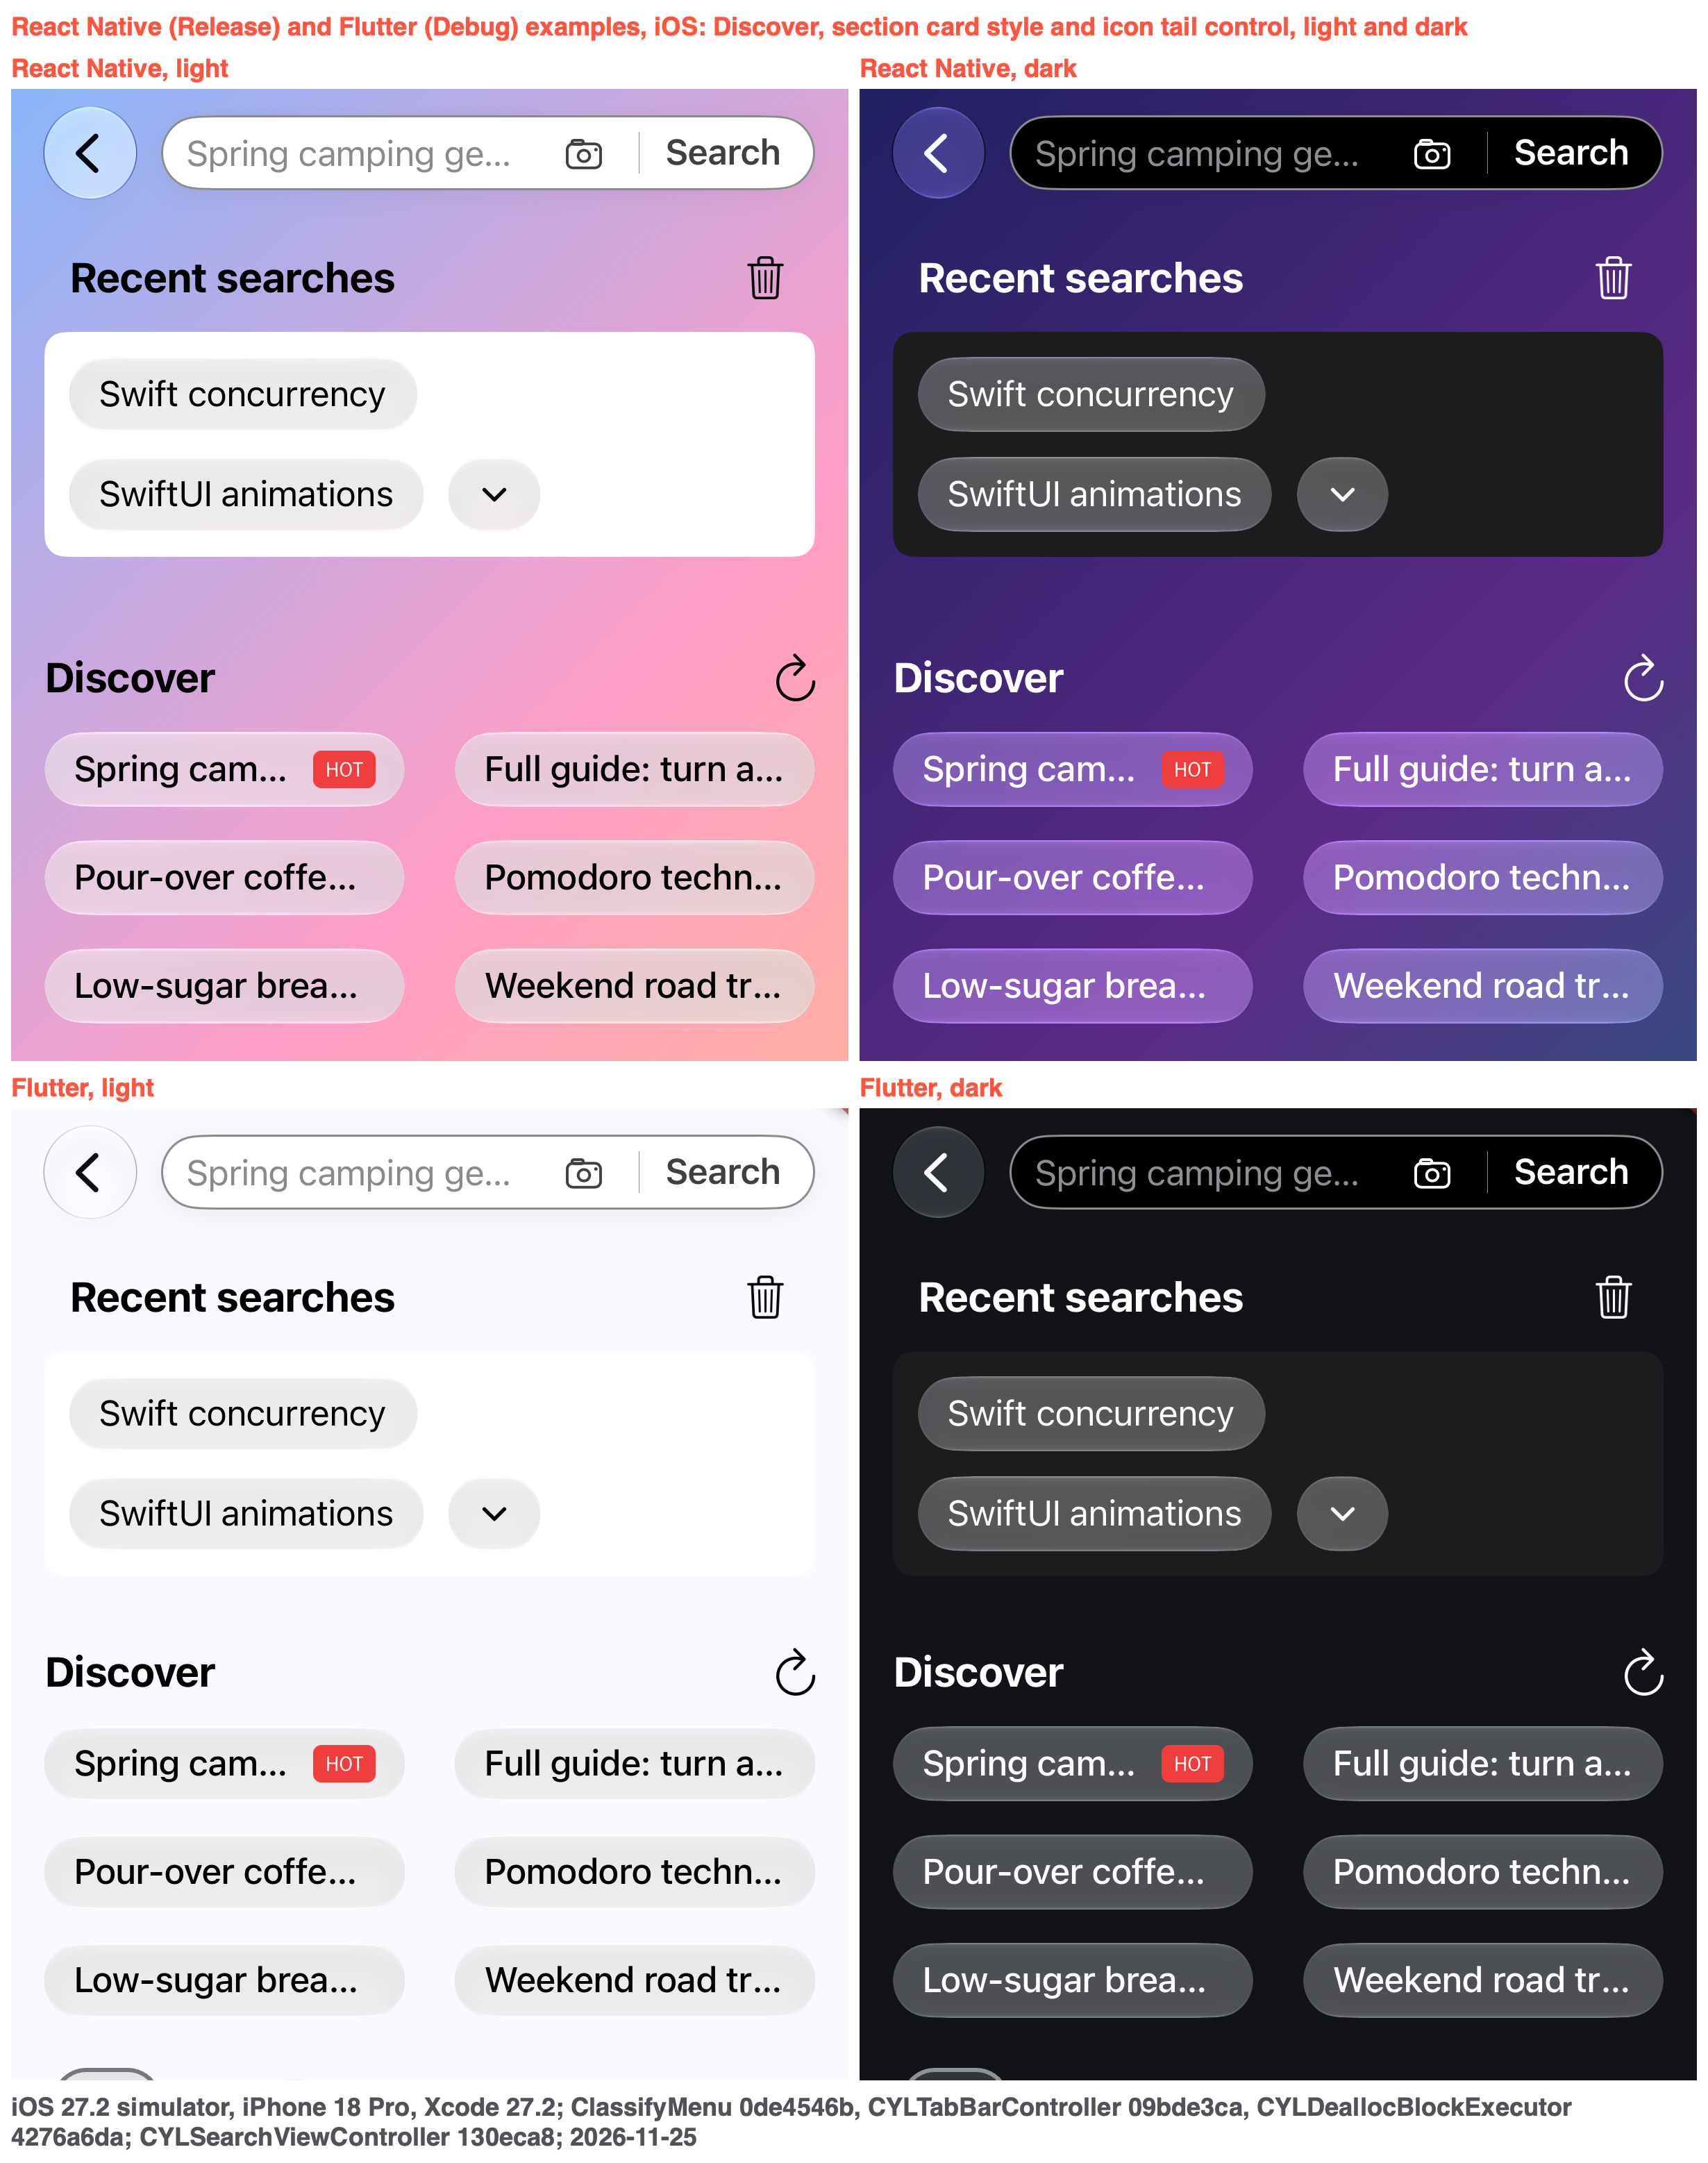 React Native (Release) and Flutter (Debug) examples, iOS: Discover, section card style and icon tail control, light and dark
React Native, light
Spring camping ge...
Search
Recent searches
Swift concurrency
SwiftUI animations
Discover
Spring cam...
HOT
Full guide: turn a...
Pour-over coffe...
Pomodoro techn...
Low-sugar brea...
Weekend road tr...
React Native, dark
Spring camping ge...
Search
Recent searches
Swift concurrency
SwiftUI animations
Discover
Spring cam...
HOT
Full guide: turn a...
Pour-over coffe...
Pomodoro techn...
Low-sugar brea...
Weekend road tr...
Flutter, light
Spring camping ge...
Search
Recent searches
Swift concurrency
SwiftUI animations
Discover
Spring cam...
HOT
Full guide: turn a...
Pour-over coffe...
Pomodoro techn...
Low-sugar brea...
Weekend road tr...
Flutter, dark
Spring camping ge...
Search
Recent searches
Swift concurrency
SwiftUI animations
Discover
Spring cam...
HOT
Full guide: turn a...
Pour-over coffe...
Pomodoro techn...
Low-sugar brea...
Weekend road tr...
iOS 27.2 simulator, iPhone 18 Pro, Xcode 27.2; ClassifyMenu 0de4546b, CYLTabBarController 09bde3ca, CYLDeallocBlockExecutor
4276a6da; CYLSearchViewController 130eca8; 2026-11-25